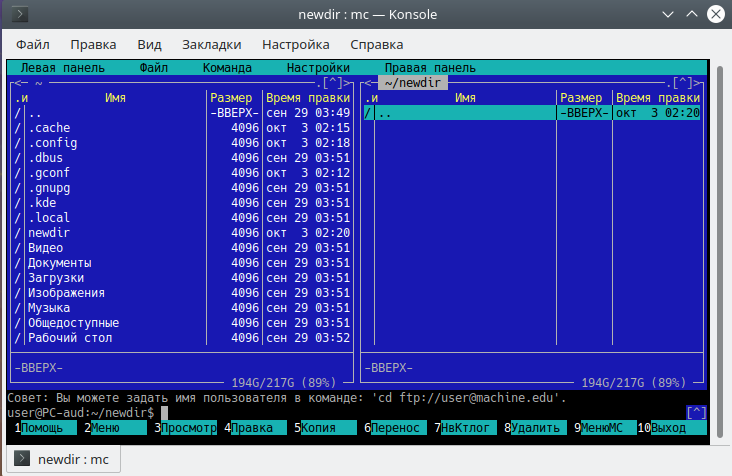 newdir : mc — Konsole
Файл Правка Вид Закладки Настройка Справка
Левая панель Файл Команда Настройки Правая панель
<─ ~ .[^]> <─ ~/newdir .[^]>
.и Имя Размер Время правки .и Имя Размер Время правки
/ .. -ВВЕРХ- сен 29 03:49 / .. -ВВЕРХ- окт 3 02:20
/ .cache 4096 окт 3 02:15
/ .config 4096 окт 3 02:18
/ .dbus 4096 сен 29 03:51
/ .gconf 4096 окт 3 02:12
/ .gnupg 4096 сен 29 03:51
/ .kde 4096 сен 29 03:51
/ .local 4096 сен 29 03:51
/ newdir 4096 окт 3 02:20
/ Видео 4096 сен 29 03:51
/ Документы 4096 сен 29 03:51
/ Загрузки 4096 сен 29 03:51
/ Изображения 4096 сен 29 03:51
/ Музыка 4096 сен 29 03:51
/ Общедоступные 4096 сен 29 03:51
/ Рабочий стол 4096 сен 29 03:52
-ВВЕРХ- -ВВЕРХ-
194G/217G (89%) 194G/217G (89%)
Совет: Вы можете задать имя пользователя в команде: 'cd ftp://user@machine.edu'.
user@PC-aud:~/newdir$ [^]
1Помощь 2Меню 3Просмотр 4Правка 5Копия 6Перенос 7НвКтлог 8Удалить 9МенюМС 10Выход
newdir : mc